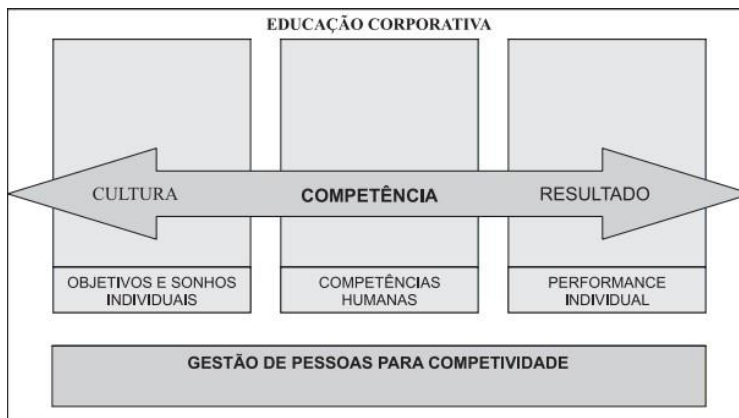 EDUCAÇÃO CORPORATIVA
CULTURA
COMPETÊNCIA
RESULTADO
OBJETIVOS E SONHOS
INDIVIDUAIS
COMPETÊNCIAS
HUMANAS
PERFORMANCE
INDIVIDUAL
GESTÃO DE PESSOAS PARA COMPETIVIDADE